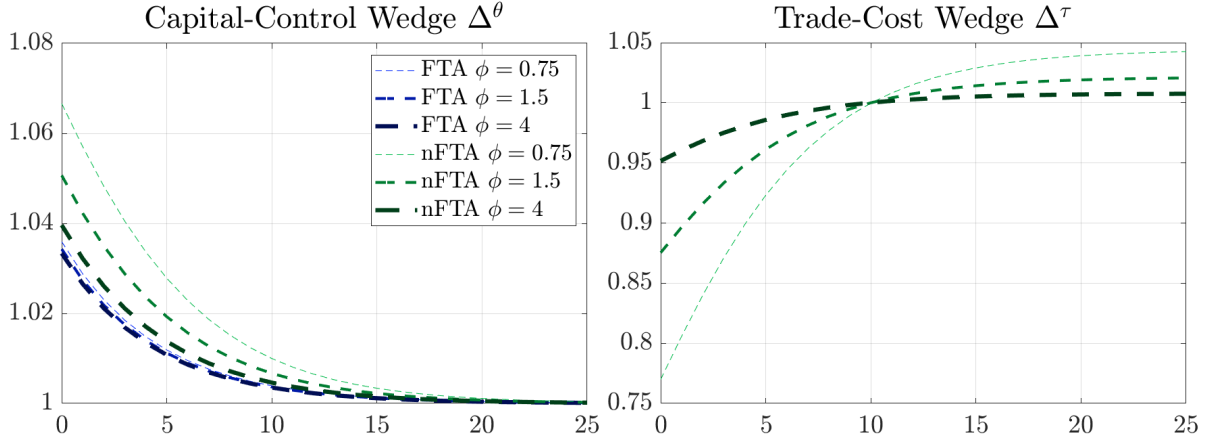 Capital-Control Wedge Δ^θ
1.08
1.06
1.04
1.02
1
0 5 10 15 20 25
FTA ϕ = 0.75
FTA ϕ = 1.5
FTA ϕ = 4
nFTA ϕ = 0.75
nFTA ϕ = 1.5
nFTA ϕ = 4
Trade-Cost Wedge Δ^τ
1.05
1
0.95
0.9
0.85
0.8
0.75
0 5 10 15 20 25